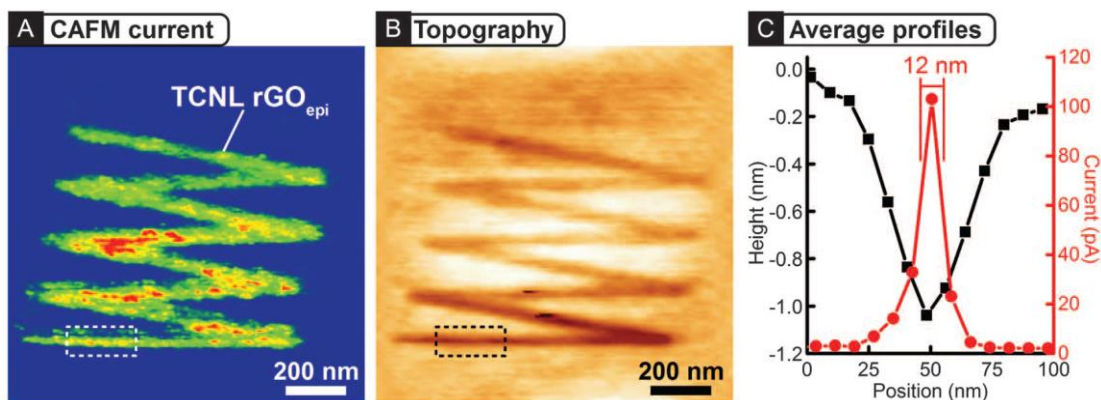 A CAFM current
TCNL rGOepi
200 nm
B Topography
200 nm
C Average profiles
12 nm
0.0
-0.2
-0.4
-0.6
-0.8
-1.0
-1.2
Height (nm)
0 25 50 75 100
Position (nm)
120
100
80
60
40
20
0
Current (pA)